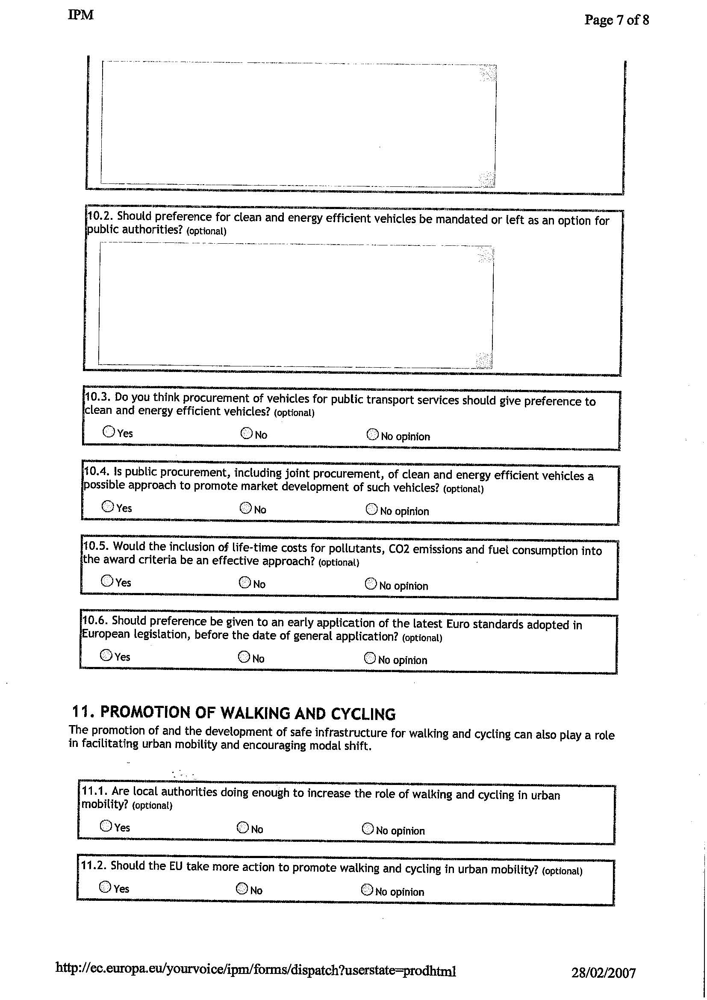 IPM
Page 7 of 8
10.2. Should preference for clean and energy efficient vehicles be mandated or left as an option for
public authorities? (optional)
10.3. Do you think procurement of vehicles for public transport services should give preference to
clean and energy efficient vehicles? (optional)
Yes No No opinion
10.4. Is public procurement, including joint procurement, of clean and energy efficient vehicles a
possible approach to promote market development of such vehicles? (optional)
Yes No No opinion
10.5. Would the inclusion of life-time costs for pollutants, CO2 emissions and fuel consumption into
the award criteria be an effective approach? (optional)
Yes No No opinion
10.6. Should preference be given to an early application of the latest Euro standards adopted in
European legislation, before the date of general application? (optional)
Yes No No opinion
11. PROMOTION OF WALKING AND CYCLING
The promotion of and the development of safe infrastructure for walking and cycling can also play a role
in facilitating urban mobility and encouraging modal shift.
11.1. Are local authorities doing enough to increase the role of walking and cycling in urban
mobility? (optional)
Yes No No opinion
11.2. Should the EU take more action to promote walking and cycling in urban mobility? (optional)
Yes No No opinion
http://ec.europa.eu/yourvoice/ipm/forms/dispatch?userstate=prodhtml
28/02/2007